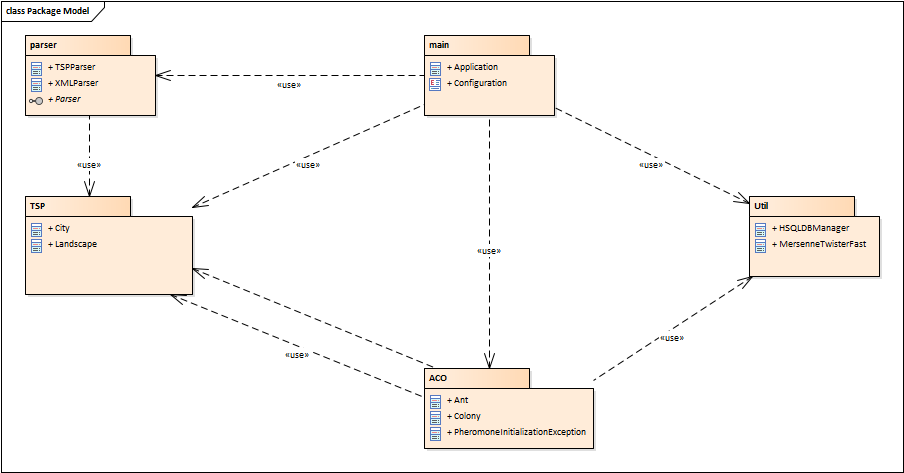 class Package Model
parser
+ TSPParser
+ XMLParser
+ Parser
main
+ Application
+ Configuration
«use»
«use»
«use»
«use»
TSP
+ City
+ Landscape
Util
+ HSQLDBManager
+ MersenneTwisterFast
«use»
«use»
«use»
ACO
+ Ant
+ Colony
+ PheromoneInitializationException